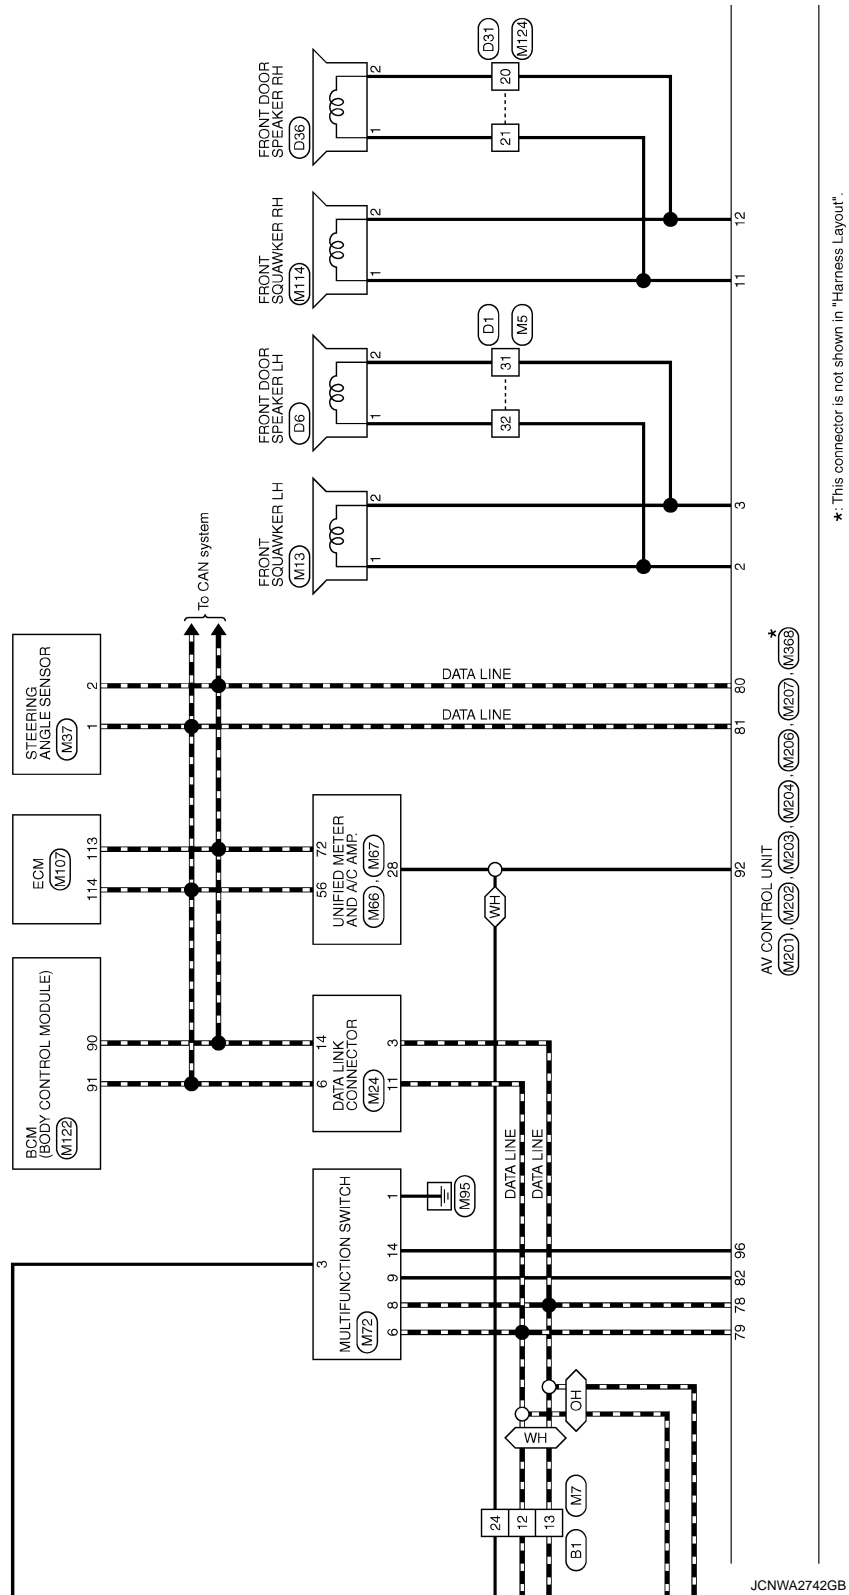 BCM
(BODY CONTROL MODULE)
M122
91
90
ECM
M107
114
113
STEERING
ANGLE SENSOR
M37
1
2
To CAN system
MULTIFUNCTION SWITCH
M72
3
6
8
9
14
1
M95
DATA LINK
CONNECTOR
M24
6
14
11
3
UNIFIED METER
AND A/C AMP.
M66 , M67
56
72
28
FRONT
SQUAWKER LH
M13
1
2
FRONT DOOR
SPEAKER LH
D6
1
2
FRONT
SQUAWKER RH
M114
1
2
FRONT DOOR
SPEAKER RH
D36
1
2
D1
M5
32
31
D31
M124
21
20
WH
DATA LINE
DATA LINE
DATA LINE
DATA LINE
24
12
13
B1
M7
WH
OH
79
78
82
96
92
81
80
2
3
11
12
AV CONTROL UNIT
M201 , M202 , M203 , M204 , M206 , M207 , M368 *
*: This connector is not shown in "Harness Layout".
JCNWA2742GB